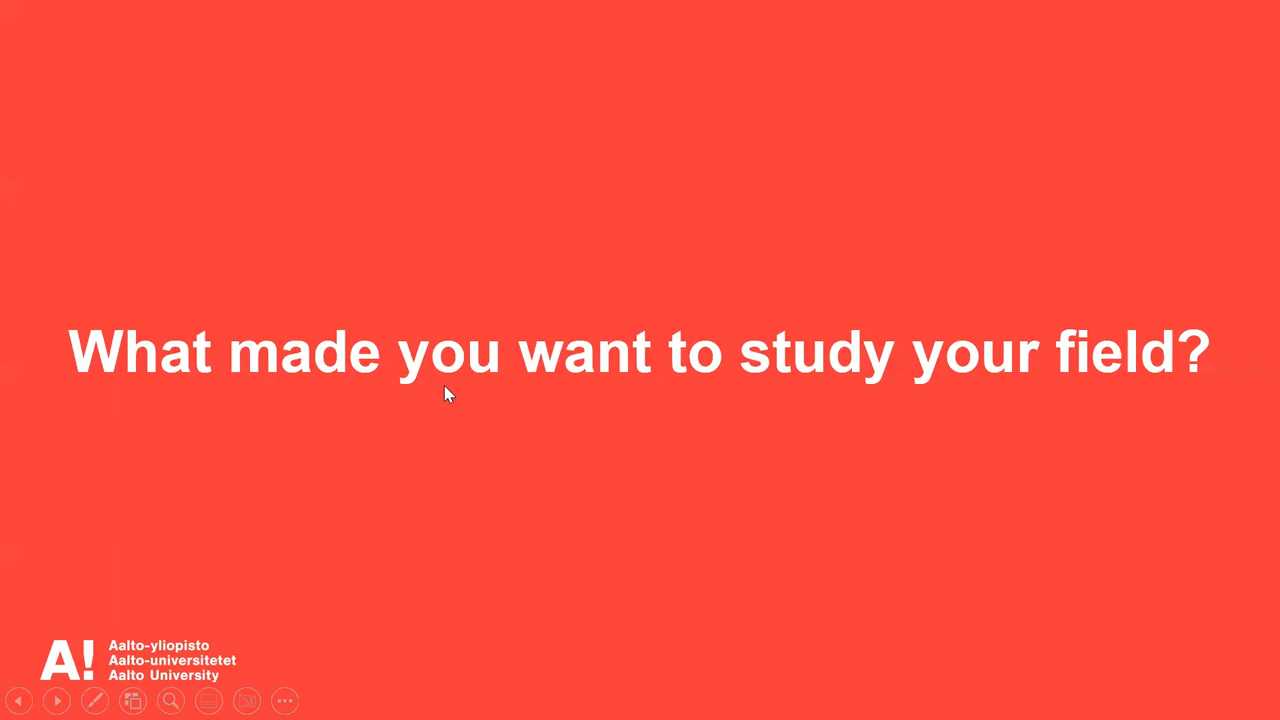 What made you want to study your field?
A!
Aalto-yliopisto
Aalto-universitetet
Aalto University